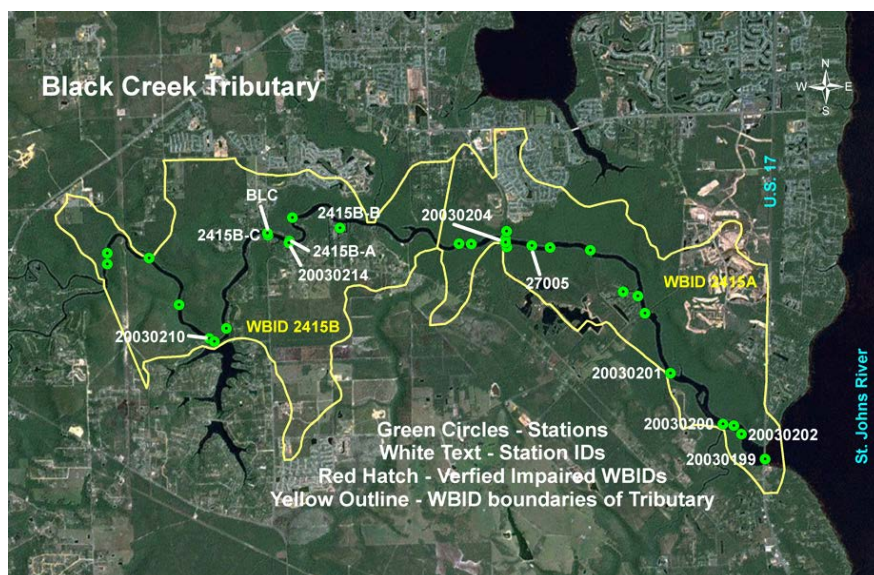 Black Creek Tributary
N
W E
S
U.S. 17
BLC
2415B-B
20030204
2415B-C
2415B-A
20030214
27005
WBID 2415A
20030210
WBID 2415B
20030201
20030200
20030202
20030199
St. Johns River
Green Circles - Stations
White Text - Station IDs
Red Hatch - Verfied Impaired WBIDs
Yellow Outline - WBID boundaries of Tributary